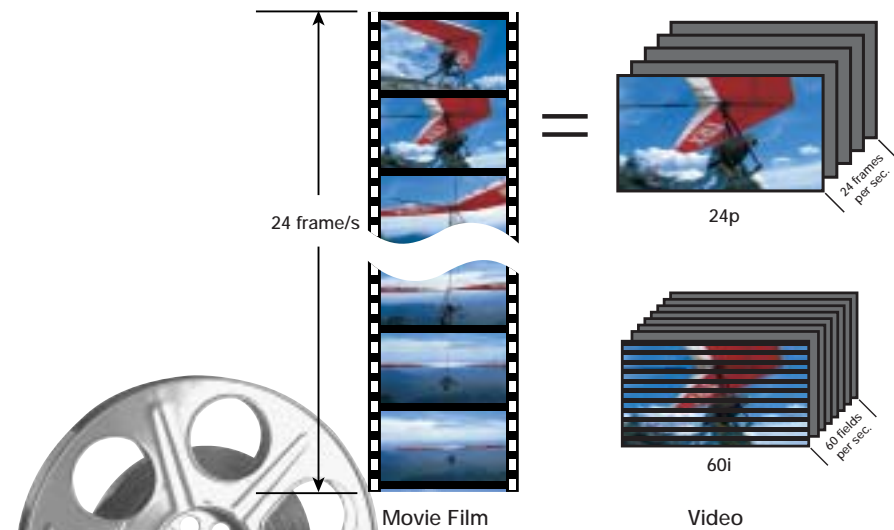 24 frame/s
24 frames
per sec.
24p
60 fields
per sec.
60i
Movie Film
Video